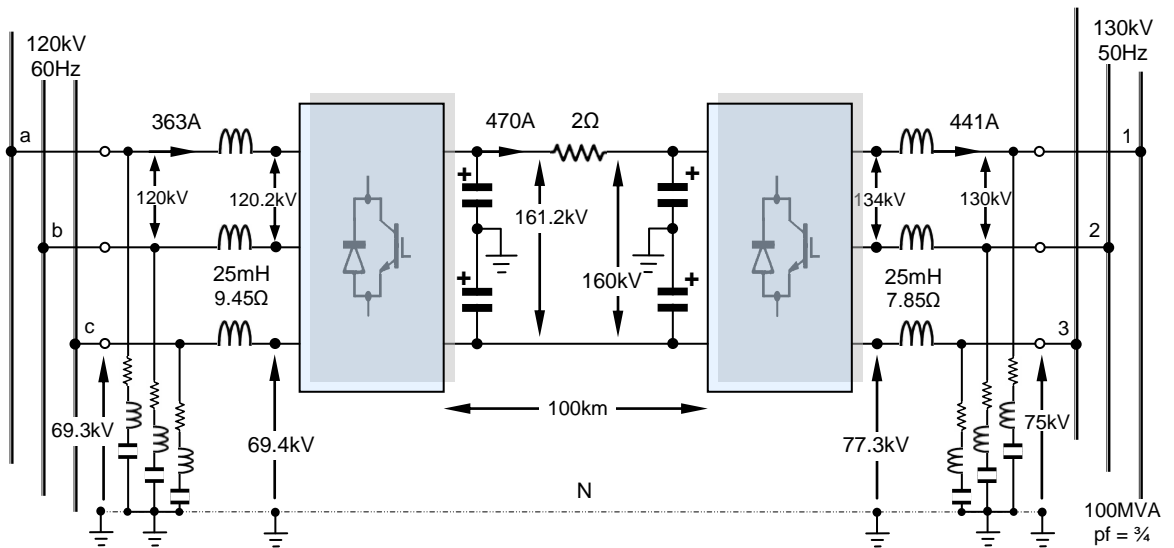 120kV
60Hz
130kV
50Hz
363A
470A
2Ω
441A
a
1
+
+
120kV
120.2kV
161.2kV
134kV
130kV
b
2
25mH
9.45Ω
160kV
25mH
7.85Ω
+
+
c
3
100km
69.3kV
69.4kV
77.3kV
75kV
N
100MVA
pf = ¾